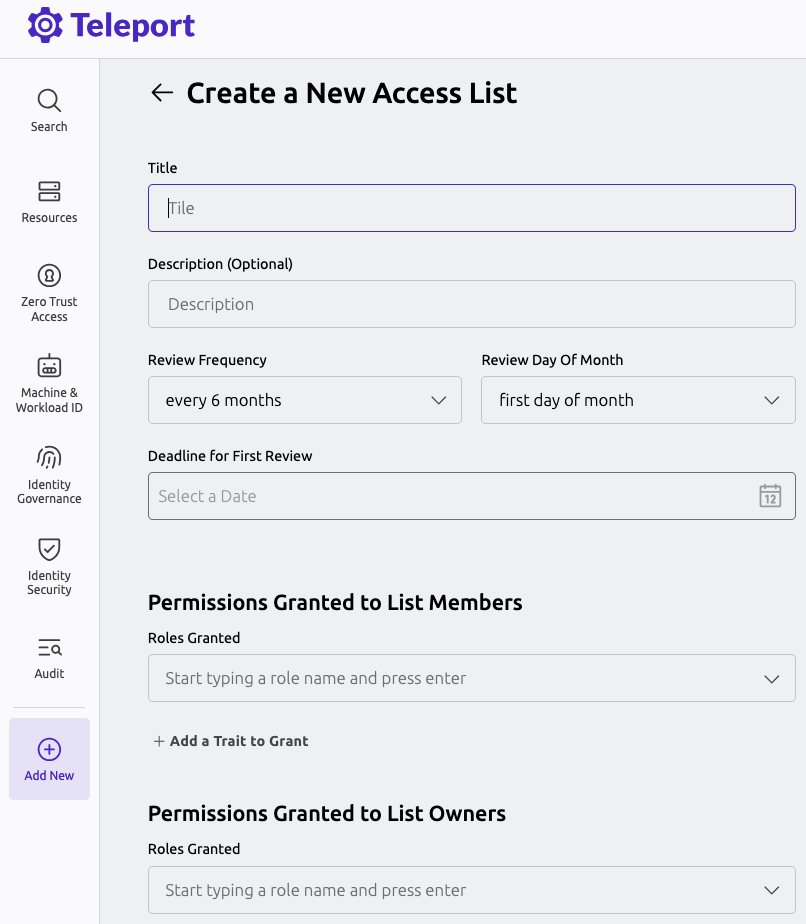 Teleport
Create a New Access List
Search
Resources
Zero Trust
Access
Machine &
Workload ID
Identity
Governance
Identity
Security
Audit
Add New
Title
Tile
Description (Optional)
Description
Review Frequency
every 6 months
Review Day Of Month
first day of month
Deadline for First Review
Select a Date
12
Permissions Granted to List Members
Roles Granted
Start typing a role name and press enter
+ Add a Trait to Grant
Permissions Granted to List Owners
Roles Granted
Start typing a role name and press enter